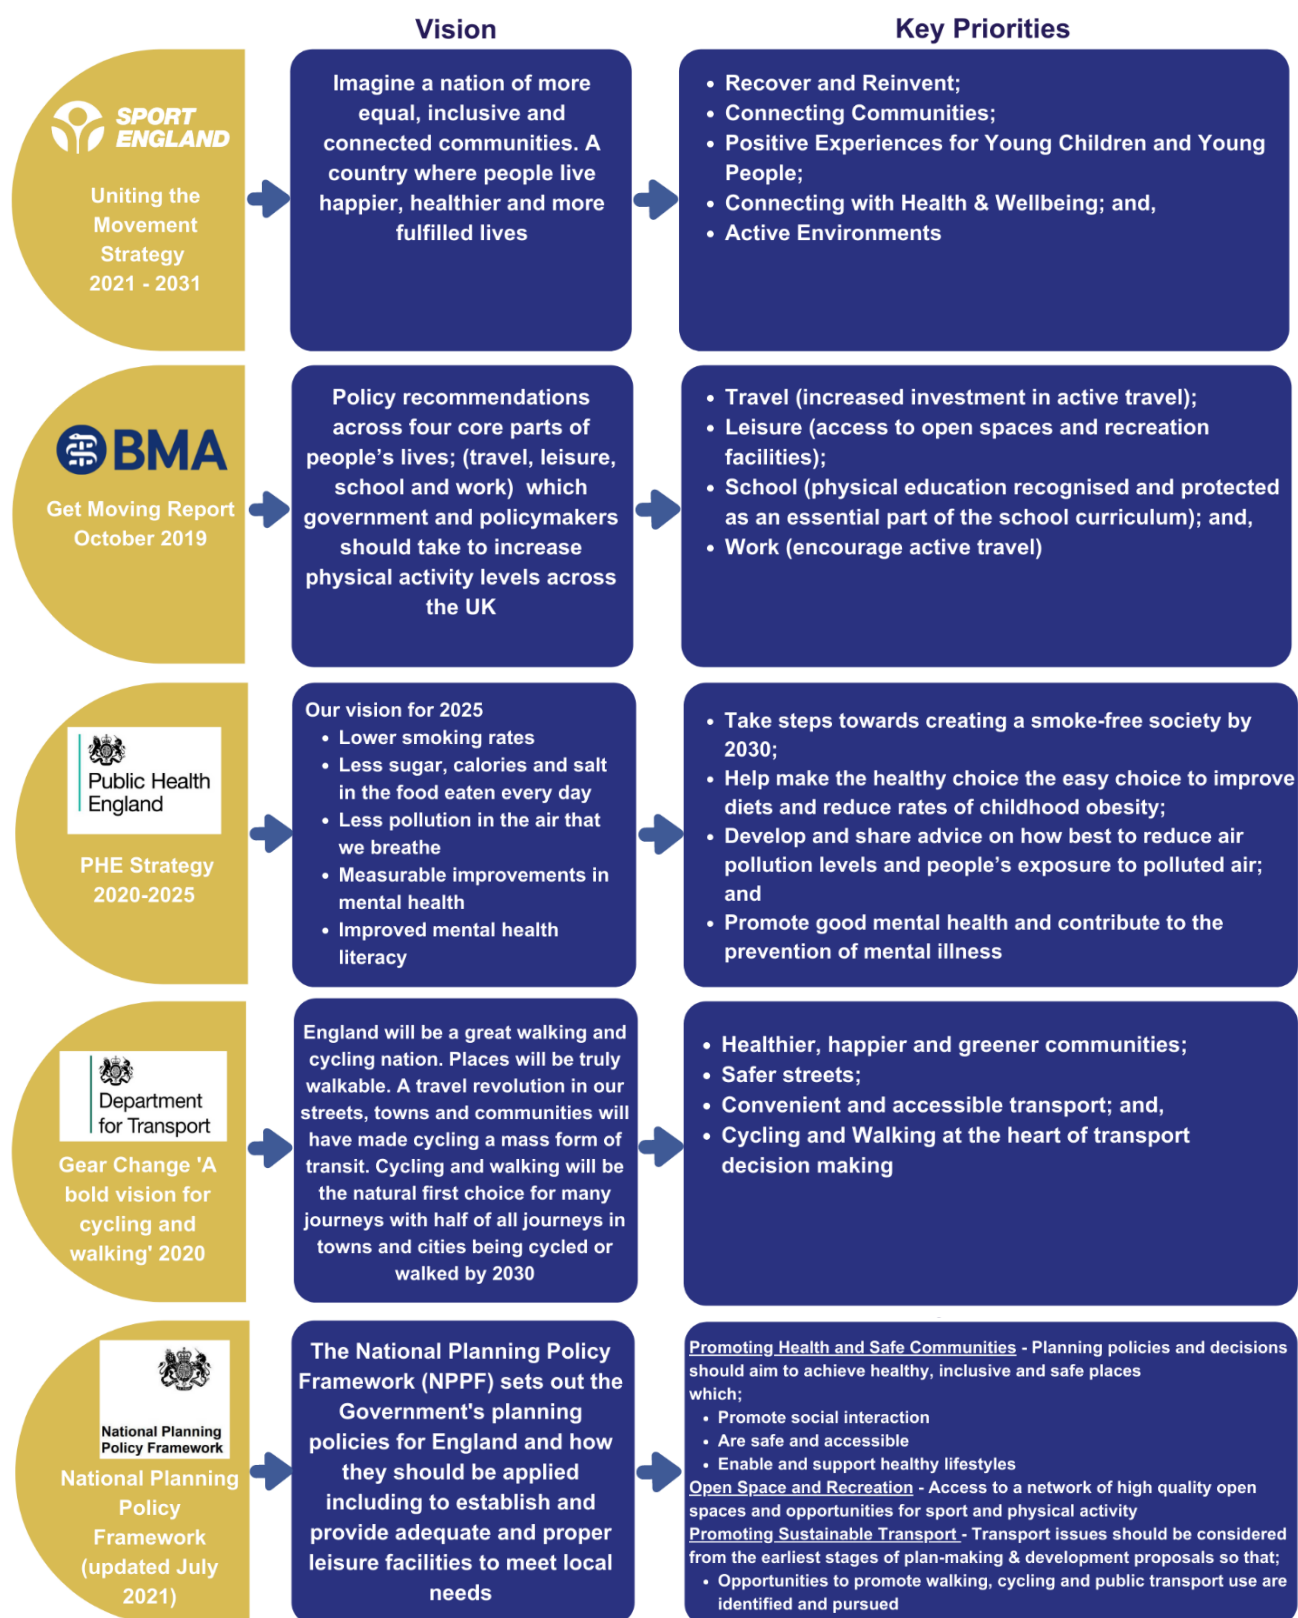 Vision
Key Priorities
SPORT
ENGLAND
Uniting the
Movement
Strategy
2021 - 2031
Imagine a nation of more
equal, inclusive and
connected communities. A
country where people live
happier, healthier and more
fulfilled lives
• Recover and Reinvent;
• Connecting Communities;
• Positive Experiences for Young Children and Young
People;
• Connecting with Health & Wellbeing; and,
• Active Environments
BMA
Get Moving Report
October 2019
Policy recommendations
across four core parts of
people's lives; (travel, leisure,
school and work) which
government and policymakers
should take to increase
physical activity levels across
the UK
• Travel (increased investment in active travel);
• Leisure (access to open spaces and recreation
facilities);
• School (physical education recognised and protected
as an essential part of the school curriculum); and,
• Work (encourage active travel)
Public Health
England
PHE Strategy
2020-2025
Our vision for 2025
• Lower smoking rates
• Less sugar, calories and salt
in the food eaten every day
• Less pollution in the air that
we breathe
• Measurable improvements in
mental health
• Improved mental health
literacy
• Take steps towards creating a smoke-free society by
2030;
• Help make the healthy choice the easy choice to improve
diets and reduce rates of childhood obesity;
• Develop and share advice on how best to reduce air
pollution levels and people's exposure to polluted air;
and
• Promote good mental health and contribute to the
prevention of mental illness
Department
for Transport
Gear Change 'A
bold vision for
cycling and
walking' 2020
England will be a great walking and
cycling nation. Places will be truly
walkable. A travel revolution in our
streets, towns and communities will
have made cycling a mass form of
transit. Cycling and walking will be
the natural first choice for many
journeys with half of all journeys in
towns and cities being cycled or
walked by 2030
• Healthier, happier and greener communities;
• Safer streets;
• Convenient and accessible transport; and,
• Cycling and Walking at the heart of transport
decision making
National Planning
Policy Framework
National Planning
Policy
Framework
(updated July
2021)
The National Planning Policy
Framework (NPPF) sets out the
Government's planning
policies for England and how
they should be applied
including to establish and
provide adequate and proper
leisure facilities to meet local
needs
Promoting Health and Safe Communities - Planning policies and decisions
should aim to achieve healthy, inclusive and safe places
which;
• Promote social interaction
• Are safe and accessible
• Enable and support healthy lifestyles
Open Space and Recreation - Access to a network of high quality open
spaces and opportunities for sport and physical activity
Promoting Sustainable Transport - Transport issues should be considered
from the earliest stages of plan-making & development proposals so that;
• Opportunities to promote walking, cycling and public transport use are
identified and pursued